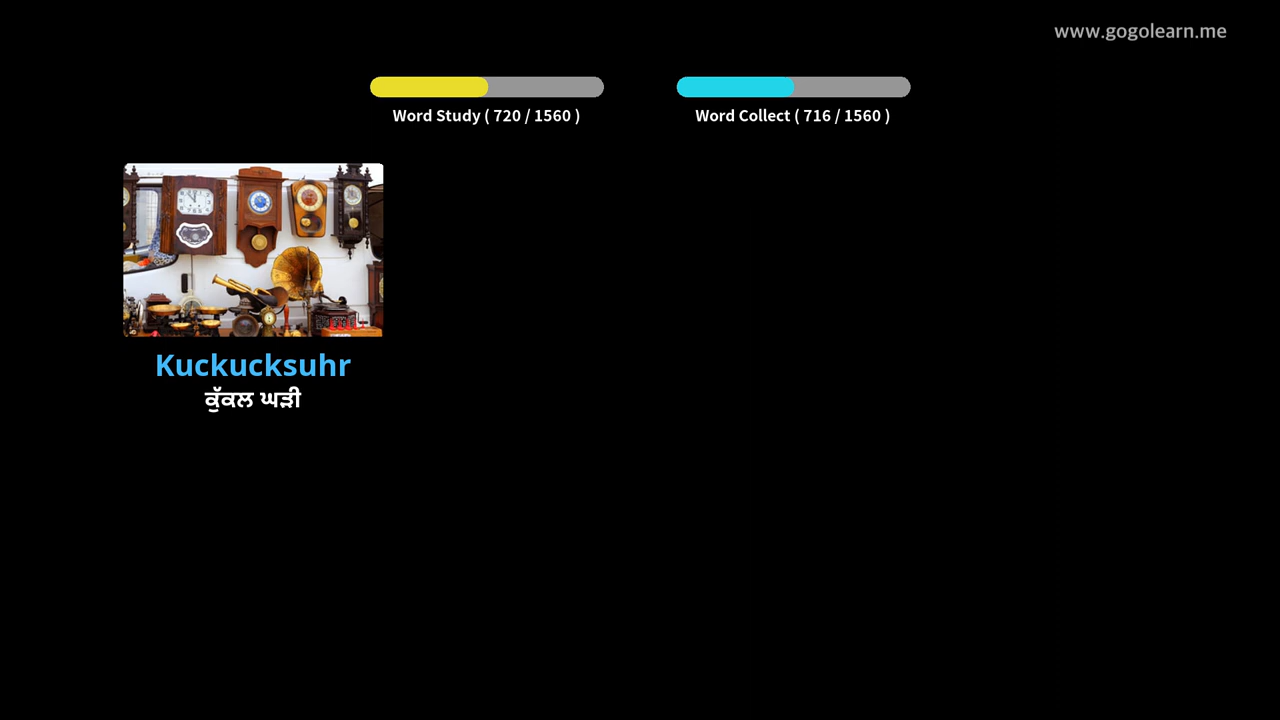 www.gogolearn.me
Word Study ( 720 / 1560 )
Word Collect ( 716 / 1560 )
Kuckucksuhr
ਕੁੱਕਲ ਘੜੀ